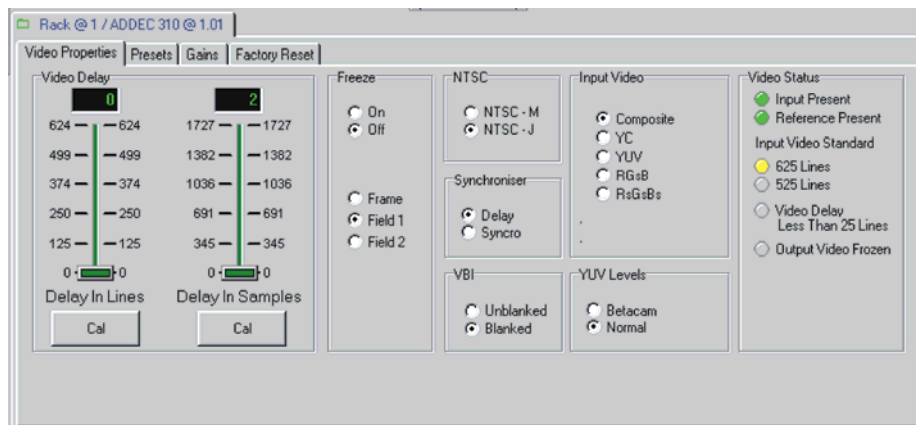 Rack @ 1 / ADDEC 310 @ 1.01
Video Properties Presets Gains Factory Reset
Video Delay
0
624 624
499 499
374 374
250 250
125 125
0 0
Delay In Lines
Cal
2
1727 1727
1382 1382
1036 1036
691 691
345 345
0 0
Delay In Samples
Cal
Freeze
On
Off
Frame
Field 1
Field 2
NTSC
NTSC - M
NTSC - J
Synchroniser
Delay
Syncro
VBI
Unblanked
Blanked
Input Video
Composite
YC
YUV
RGsB
RsGsBs
.
.
YUV Levels
Betacam
Normal
Video Status
Input Present
Reference Present
Input Video Standard
625 Lines
525 Lines
Video Delay
Less Than 25 Lines
Output Video Frozen